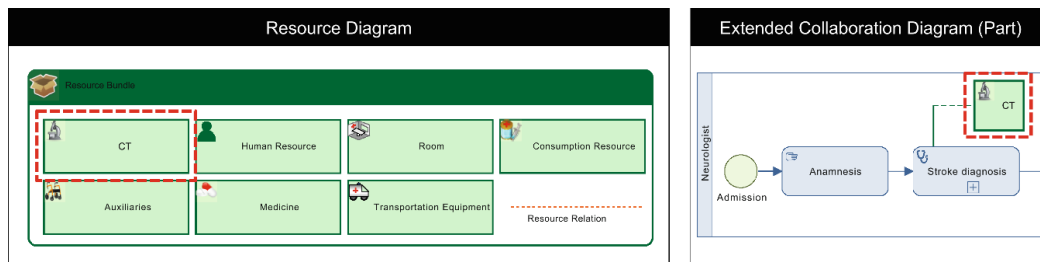 Resource Diagram
Resource Bundle
CT
Human Resource
Room
Consumption Resource
Auxiliaries
Medicine
Transportation Equipment
Resource Relation
Extended Collaboration Diagram (Part)
CT
Neurologist
Anamnesis
Stroke diagnosis
Admission